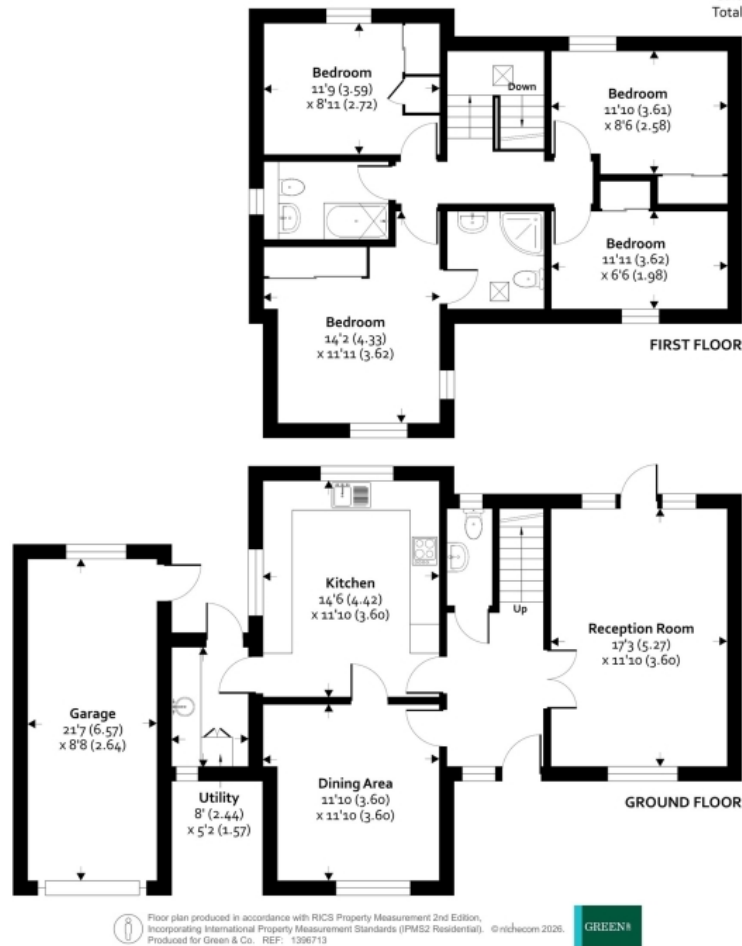 Total
Bedroom
11'9 (3.59)
x 8'11 (2.72)
Down
Bedroom
11'10 (3.61)
x 8'6 (2.58)
Bedroom
11'11 (3.62)
x 6'6 (1.98)
Bedroom
14'2 (4.33)
x 11'11 (3.62)
FIRST FLOOR
Kitchen
14'6 (4.42)
x 11'10 (3.60)
Up
Reception Room
17'3 (5.27)
x 11'10 (3.60)
Garage
21'7 (6.57)
x 8'8 (2.64)
Dining Area
11'10 (3.60)
x 11'10 (3.60)
Utility
8' (2.44)
x 5'2 (1.57)
GROUND FLOOR
Floor plan produced in accordance with RICS Property Measurement 2nd Edition,
Incorporating International Property Measurement Standards (IPMS2 Residential). ©nichecom 2026.
Produced for Green & Co. REF: 1396713
GREEN&